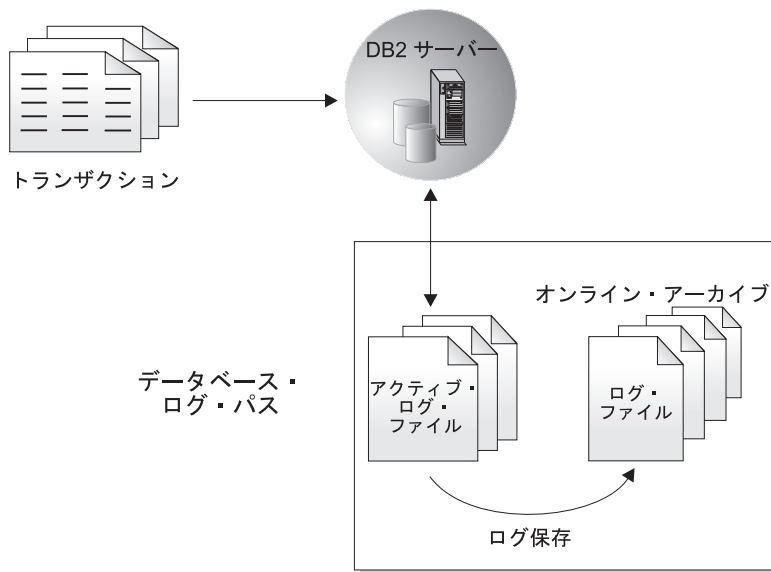 DB2 サーバー
トランザクション
オンライン・アーカイブ
データベース・
ログ・パス
アクティブ・
ログ・
ファイル
ログ・
ファイル
ログ保存